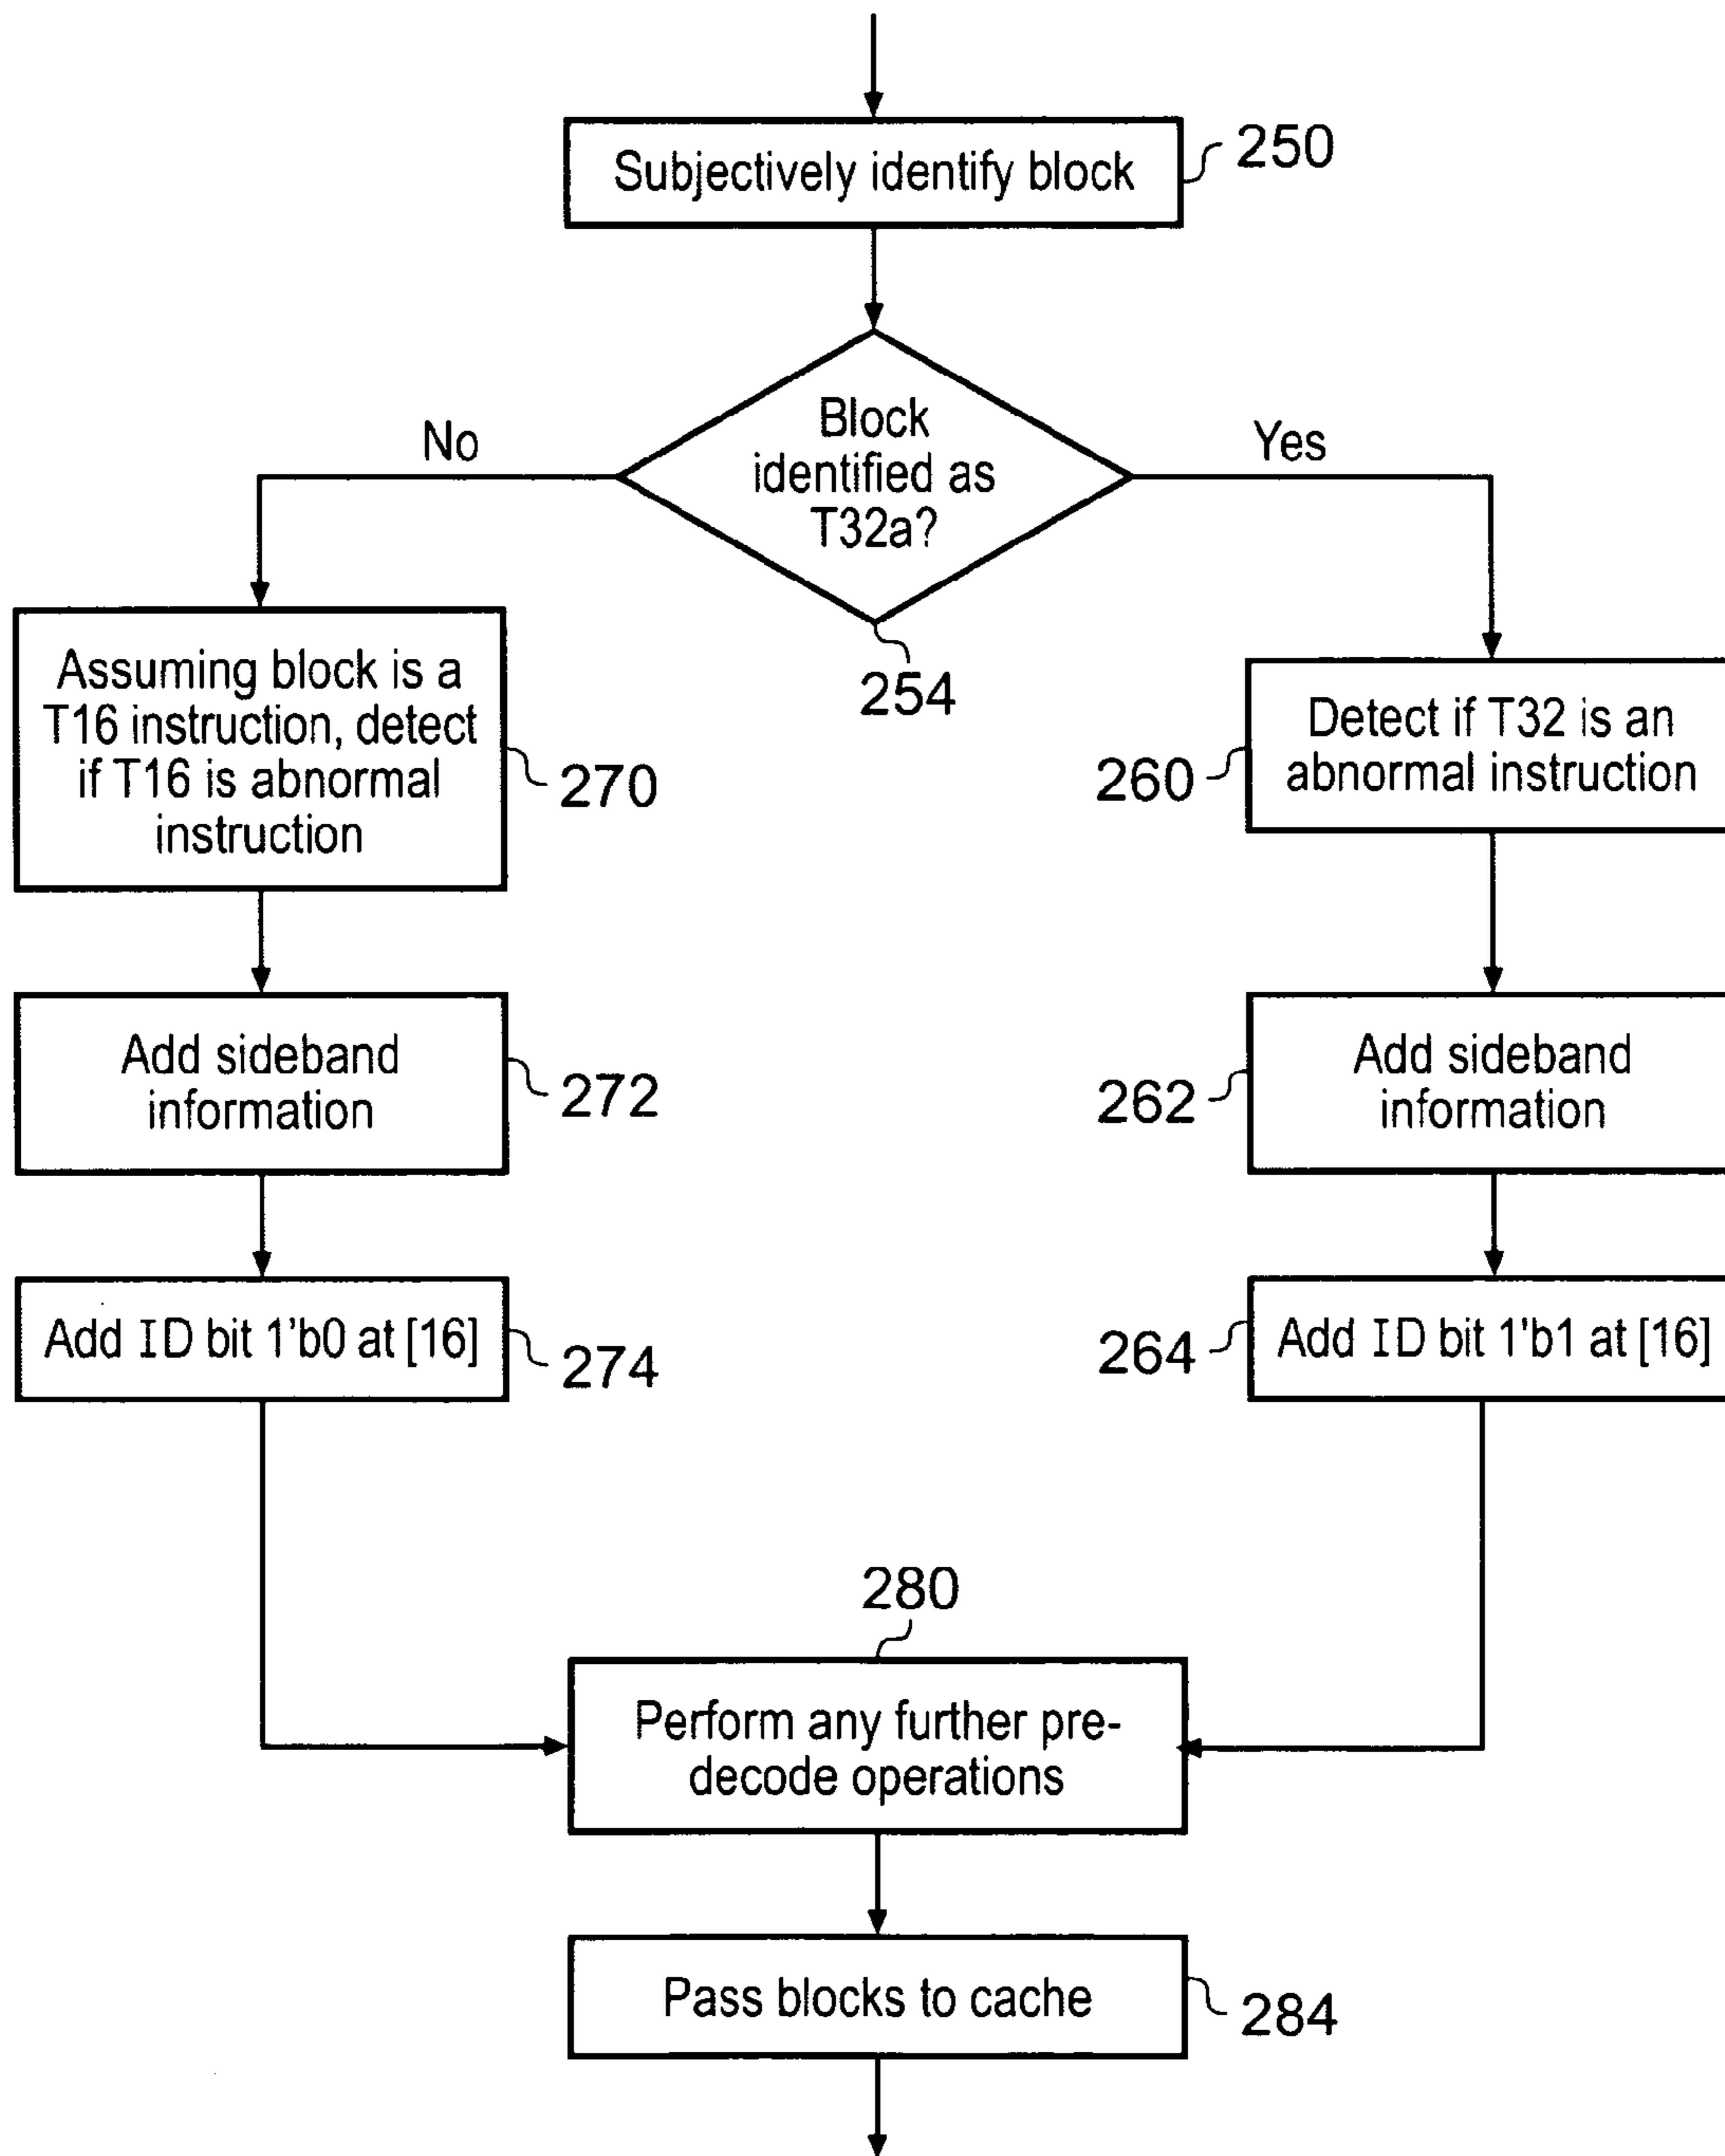 Subjectively identify block
250
Block
identified as
T32a?
No
Yes
254
Assuming block is a
T16 instruction, detect
if T16 is abnormal
instruction
270
Detect if T32 is an
abnormal instruction
260
Add sideband
information
272
Add sideband
information
262
Add ID bit 1'b0 at [16]
274
Add ID bit 1'b1 at [16]
264
280
Perform any further pre-
decode operations
Pass blocks to cache
284